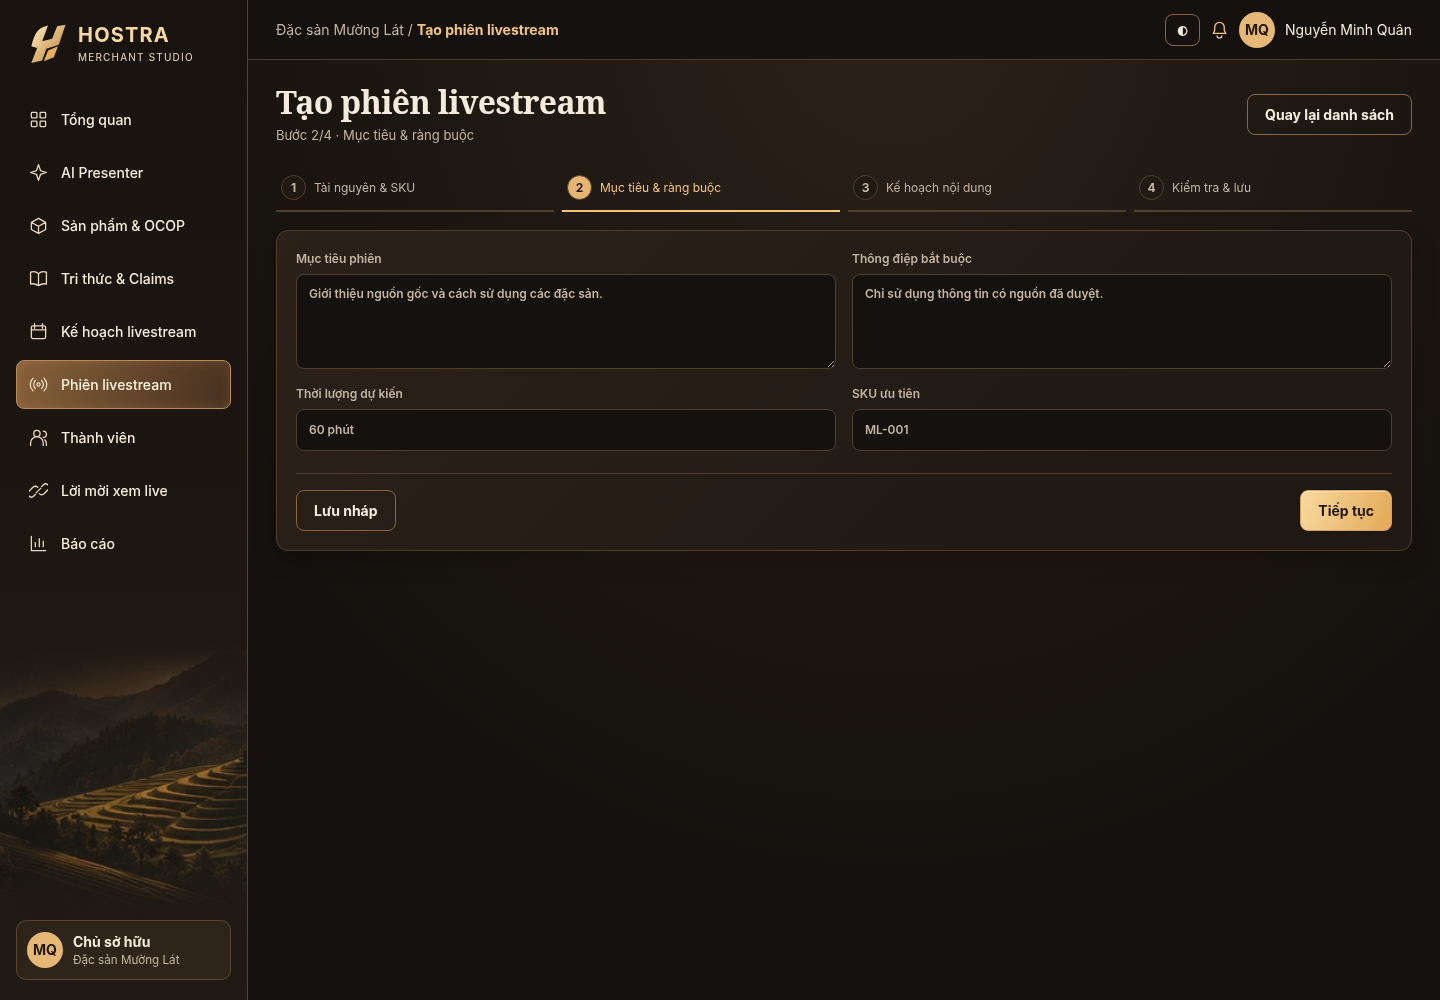 HOSTRA
MERCHANT STUDIO
Tổng quan
AI Presenter
Sản phẩm & OCOP
Tri thức & Claims
Kế hoạch livestream
Phiên livestream
Thành viên
Lời mời xem live
Báo cáo
MQ
Chủ sở hữu
Đặc sản Mường Lát
Đặc sản Mường Lát / Tạo phiên livestream
MQ Nguyễn Minh Quân
Tạo phiên livestream
Bước 2/4 · Mục tiêu & ràng buộc
Quay lại danh sách
1 Tài nguyên & SKU
2 Mục tiêu & ràng buộc
3 Kế hoạch nội dung
4 Kiểm tra & lưu
Mục tiêu phiên
Giới thiệu nguồn gốc và cách sử dụng các đặc sản.
Thông điệp bắt buộc
Chỉ sử dụng thông tin có nguồn đã duyệt.
Thời lượng dự kiến
60 phút
SKU ưu tiên
ML-001
Lưu nháp
Tiếp tục